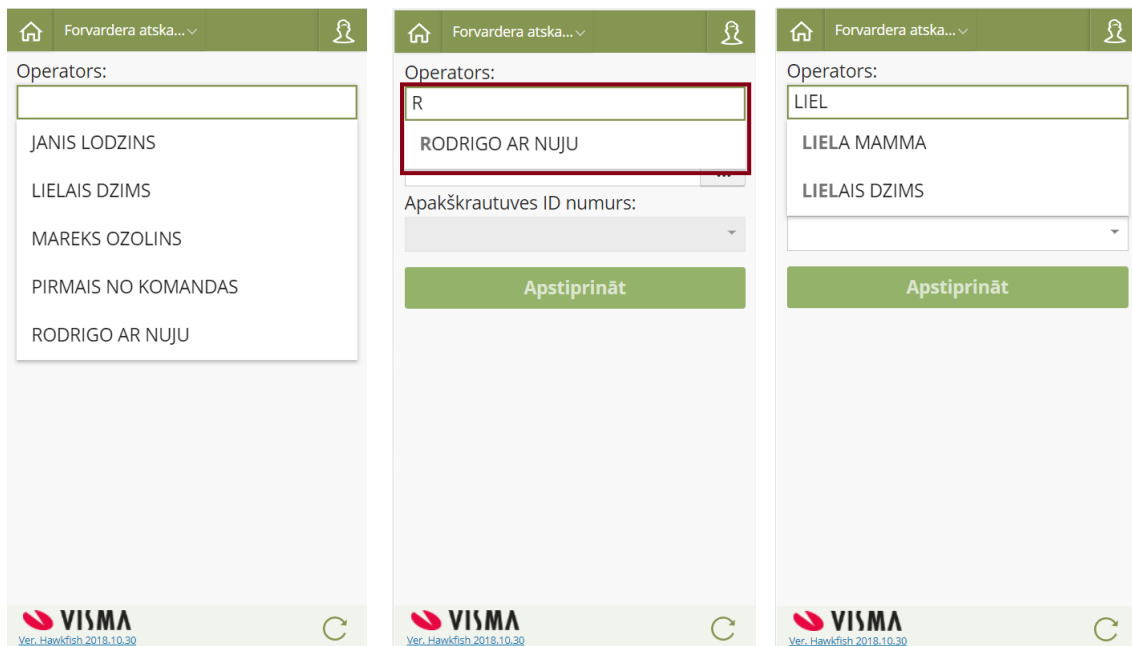 Forvardera atska...
Operators:
JANIS LODZINS
LIELAIS DZIMS
MAREKS OZOLINS
PIRMAIS NO KOMANDAS
RODRIGO AR NUJU
VISMA
Ver. Hawkfish 2018.10.30
Forvardera atska...
Operators:
R
RODRIGO AR NUJU
...
Apakškrautuves ID numurs:
Apstiprināt
VISMA
Ver. Hawkfish 2018.10.30
Forvardera atska...
Operators:
LIEL
LIELA MAMMA
LIELAIS DZIMS
Apstiprināt
VISMA
Ver. Hawkfish 2018.10.30